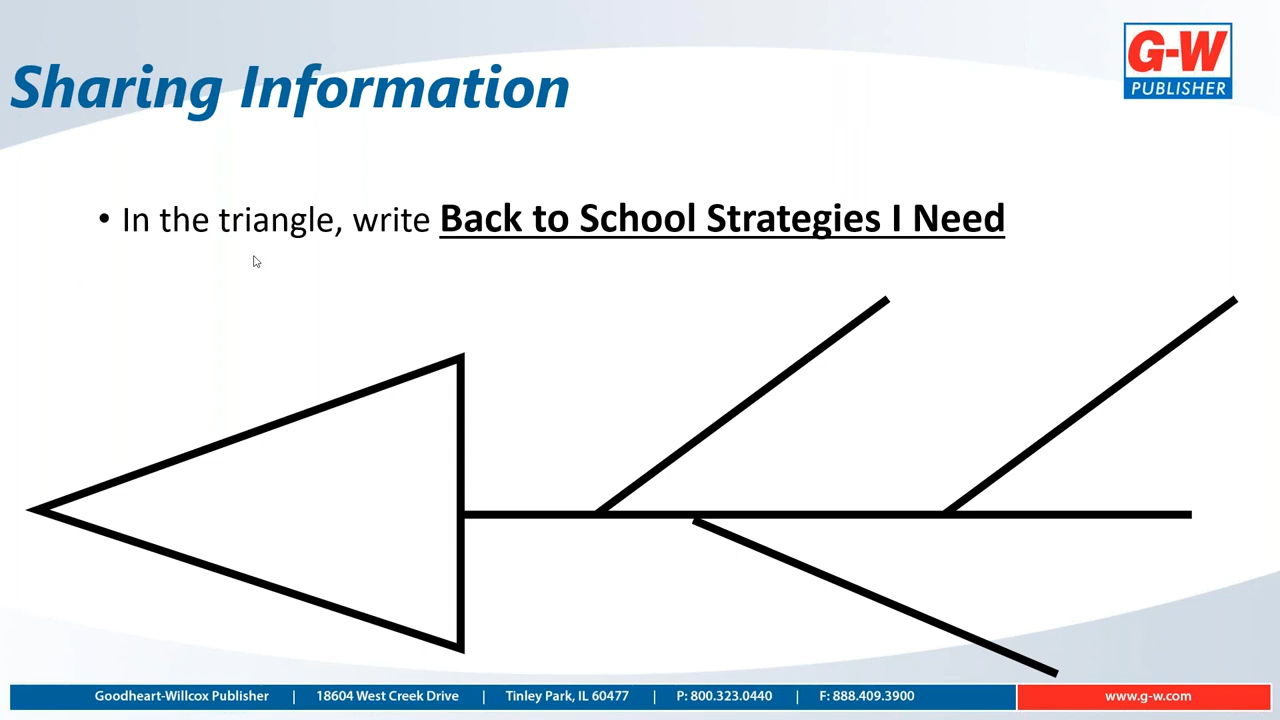 G-W
PUBLISHER
Sharing Information
• In the triangle, write Back to School Strategies I Need
Goodheart-Willcox Publisher | 18604 West Creek Drive | Tinley Park, IL 60477 | P: 800.323.0440 | F: 888.409.3900
www.g-w.com